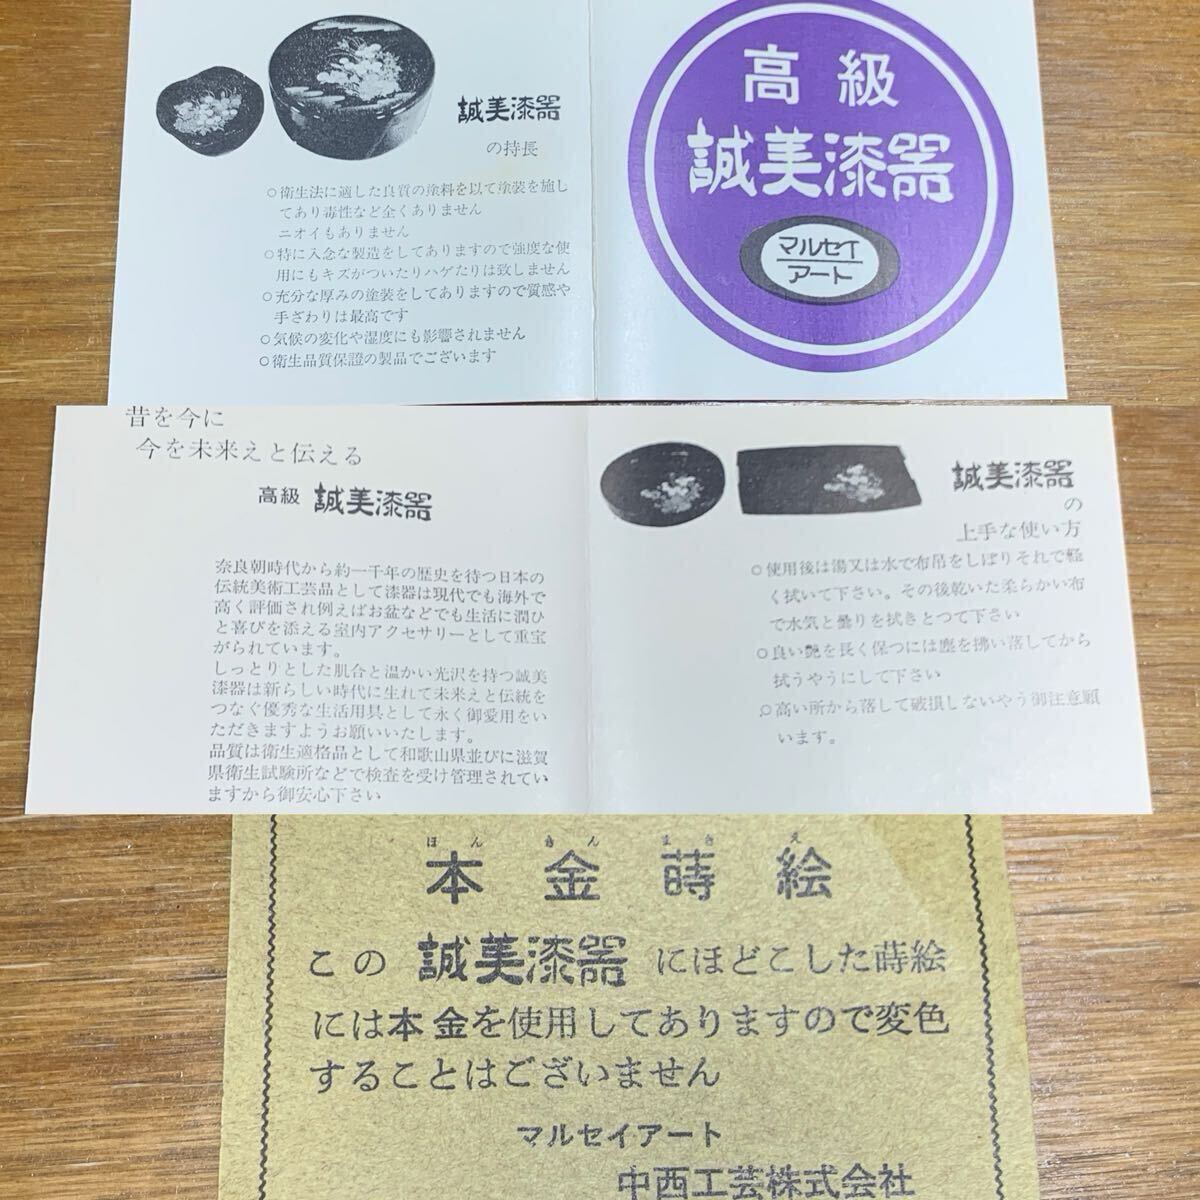 誠美漆器
の持長
○衛生法に適した良質の塗料を以て塗装を施し
てあり毒性など全くありません
ニオイもありません
○特に入念な製造をしてありますので強度な使
用にもキズがついたりハゲたりは致しません
○充分な厚みの塗装をしてありますので質感や
手ざわりは最高です
○気候の変化や湿度にも影響されません
○衛生品質保證の製品でございます
高級
誠美漆器
マルセイ
アート
昔を今に
今を未来えと伝える
高級 誠美漆器
奈良朝時代から約一千年の歴史を待つ日本の
伝統美術工芸品として漆器は現代でも海外で
高く評価され例えばお盆などでも生活に潤ひ
と喜びを添える室内アクセサリーとして重宝
がられています。
しっとりとした肌合と温かい光沢を持つ誠美
漆器は新らしい時代に生れて未来えと伝統を
つなぐ優秀な生活用具として永く御愛用をい
ただきますようお願いいたします。
品質は衛生適格品として和歌山県並びに滋賀
県衛生試験所などで検査を受け管理されてい
ますから御安心下さい
誠美漆器
の
上手な使い方
○使用後は湯又は水で布吊をしぼりそれで軽
く拭いて下さい。その後乾いた柔らかい布
で水気と曇りを拭きとつて下さい
○良い艶を長く保つには塵を拂い落してから
拭うやうにして下さい
○高い所から落して破損しないやう御注意願
います。
ほん きん まき え
本金蒔絵
この 誠美漆器 にほどこした蒔絵
には本金を使用してありますので変色
することはございません
マルセイアート
中西工芸株式会社